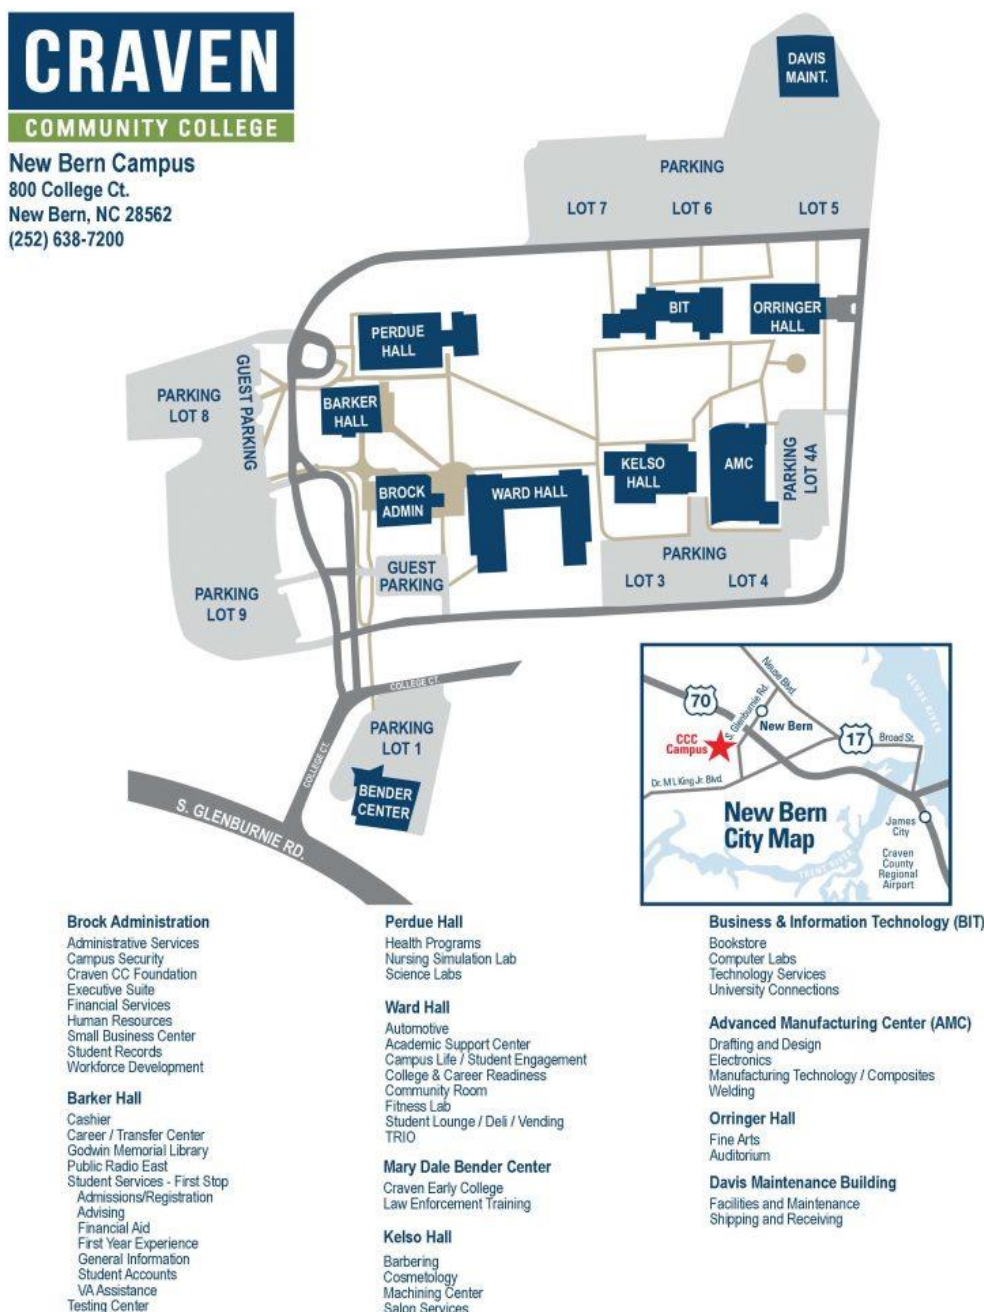 CRAVEN
COMMUNITY COLLEGE
New Bern Campus
800 College Ct.
New Bern, NC 28562
(252) 638-7200
DAVIS
MAINT.
PARKING
LOT 7
LOT 6
LOT 5
BIT
ORRINGER
HALL
PERDUE
HALL
GUEST PARKING
PARKING
LOT 8
BARKER
HALL
BROCK
ADMIN
WARD HALL
KELSO
HALL
AMC
PARKING
LOT 4A
GUEST
PARKING
PARKING
LOT 3
LOT 4
PARKING
LOT 9
COLLEGE CT.
PARKING
LOT 1
COLLEGE CT.
BENDER
CENTER
S. GLENBURNIE RD.
Neuse Blvd.
NEUSE RIVER
70
S. Glenburnie Rd.
New Bern
17
Broad St.
CCC
Campus
Dr. M L King Jr. Blvd.
New Bern
City Map
James
City
TRENT RIVER
Craven
County
Regional
Airport
Brock Administration
Administrative Services
Campus Security
Craven CC Foundation
Executive Suite
Financial Services
Human Resources
Small Business Center
Student Records
Workforce Development
Barker Hall
Cashier
Career / Transfer Center
Godwin Memorial Library
Public Radio East
Student Services - First Stop
Admissions/Registration
Advising
Financial Aid
First Year Experience
General Information
Student Accounts
VA Assistance
Testing Center
Perdue Hall
Health Programs
Nursing Simulation Lab
Science Labs
Ward Hall
Automotive
Academic Support Center
Campus Life / Student Engagement
College & Career Readiness
Community Room
Fitness Lab
Student Lounge / Deli / Vending
TRIO
Mary Dale Bender Center
Craven Early College
Law Enforcement Training
Kelso Hall
Barbering
Cosmetology
Machining Center
Salon Services
Business & Information Technology (BIT)
Bookstore
Computer Labs
Technology Services
University Connections
Advanced Manufacturing Center (AMC)
Drafting and Design
Electronics
Manufacturing Technology / Composites
Welding
Orringer Hall
Fine Arts
Auditorium
Davis Maintenance Building
Facilities and Maintenance
Shipping and Receiving